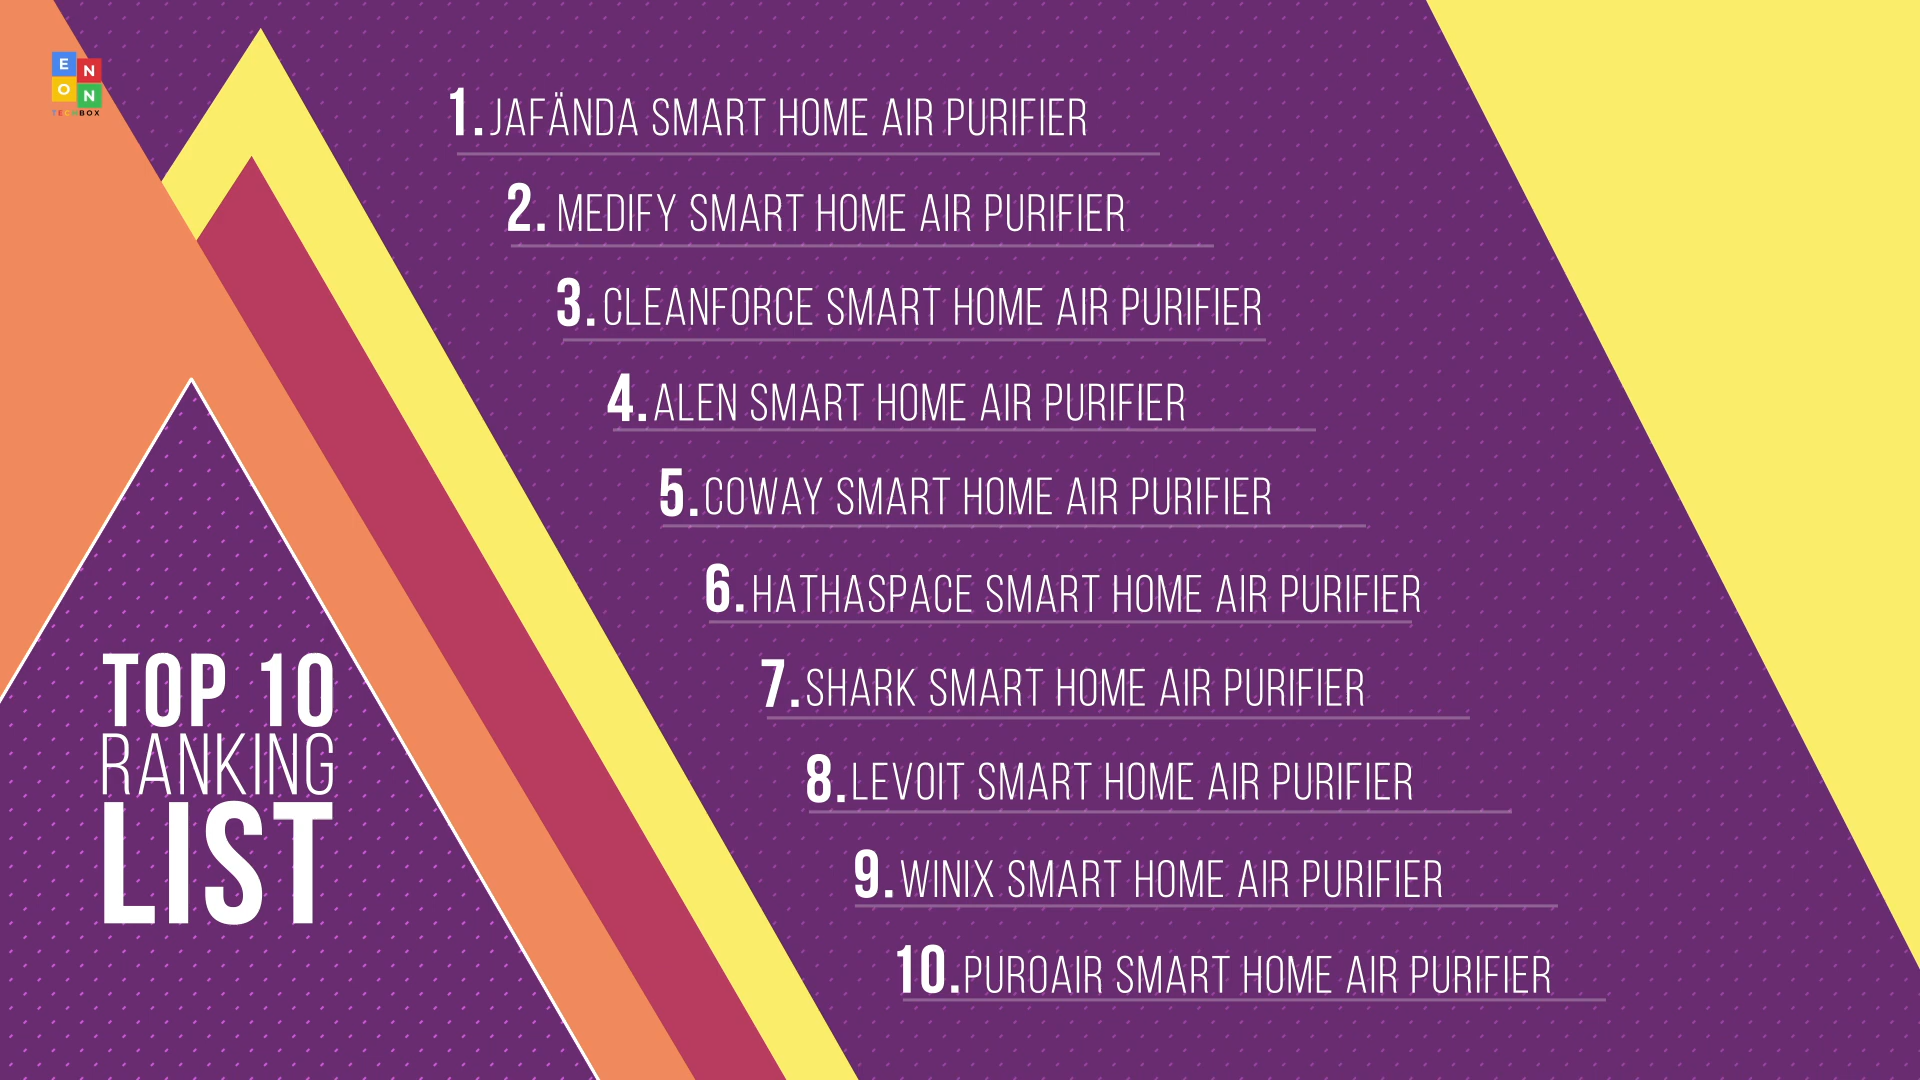 E N
O N
TECHBOX
1. JAFÄNDA SMART HOME AIR PURIFIER
2. MEDIFY SMART HOME AIR PURIFIER
3. CLEANFORCE SMART HOME AIR PURIFIER
4. ALEN SMART HOME AIR PURIFIER
5. COWAY SMART HOME AIR PURIFIER
6. HATHASPACE SMART HOME AIR PURIFIER
7. SHARK SMART HOME AIR PURIFIER
8. LEVOIT SMART HOME AIR PURIFIER
9. WINIX SMART HOME AIR PURIFIER
10. PUROAIR SMART HOME AIR PURIFIER
TOP 10
RANKING
LIST